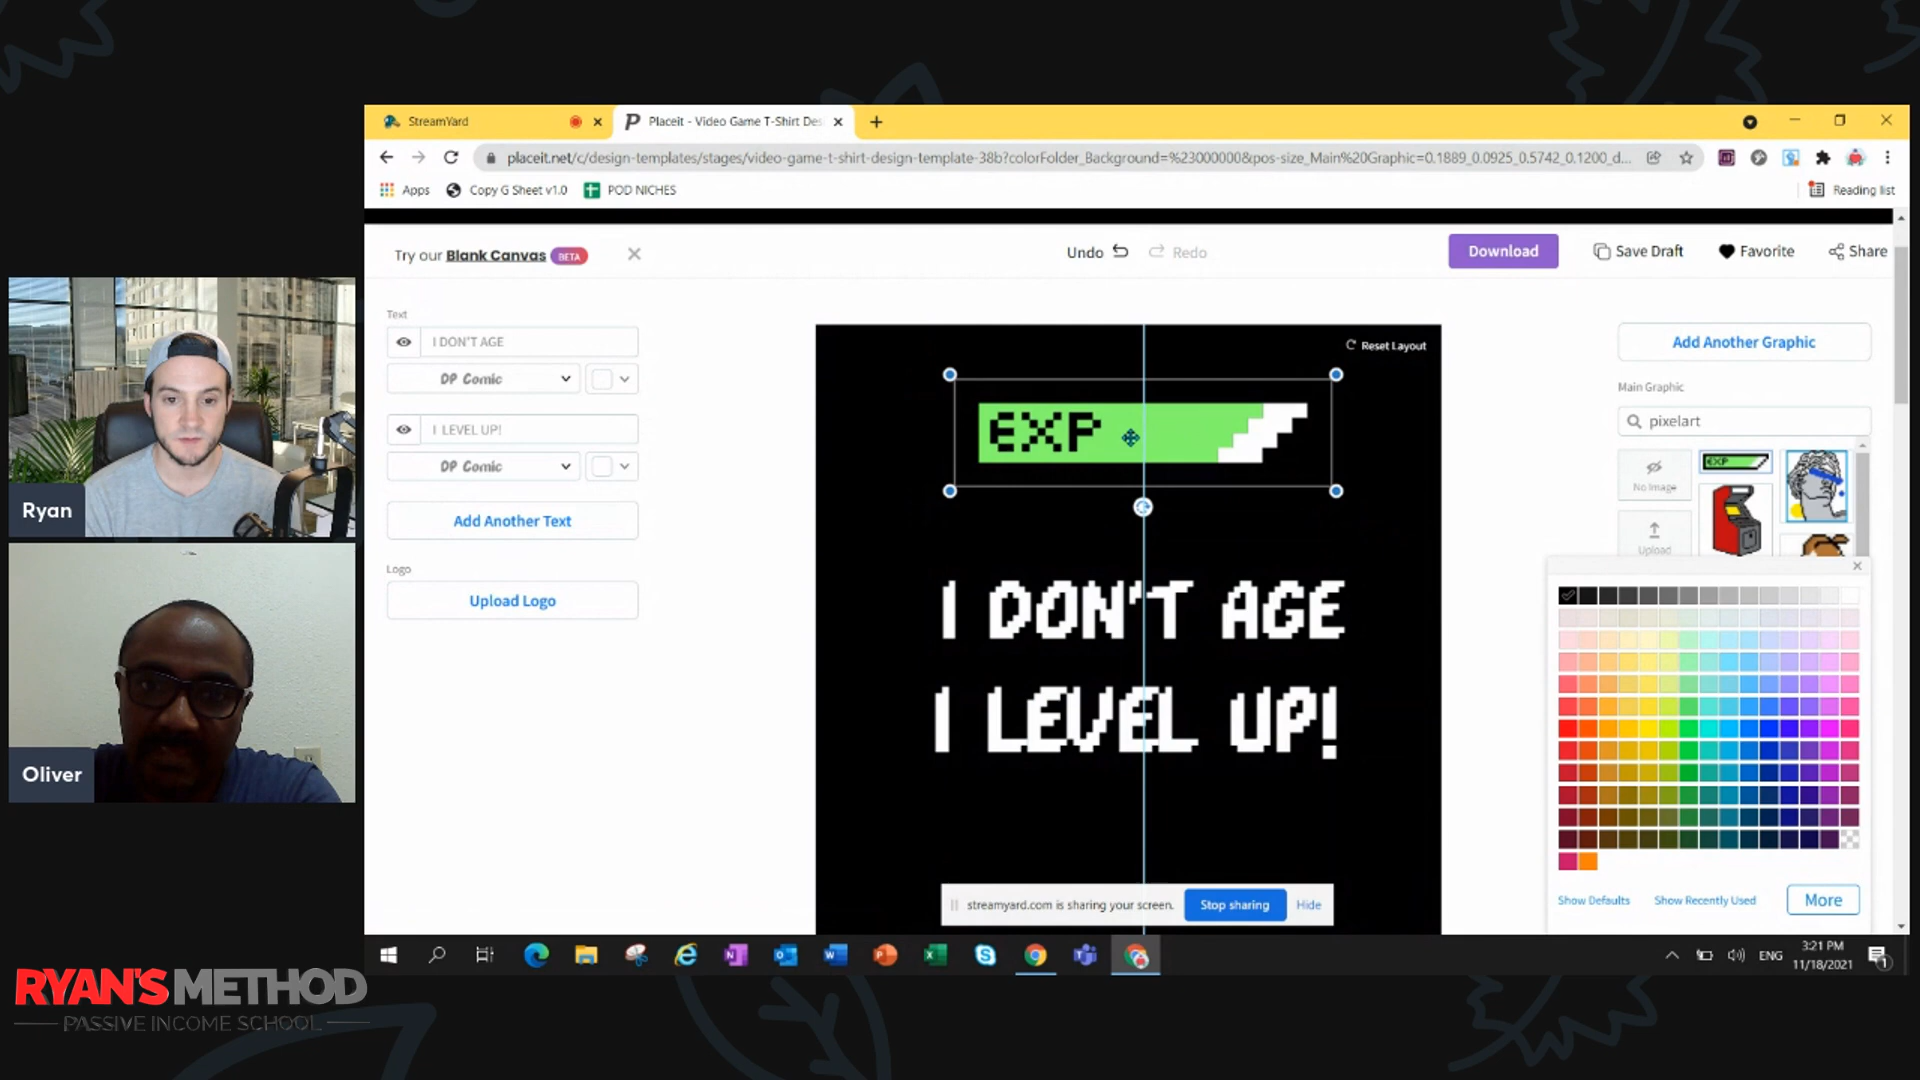 StreamYard
Placeit - Video Game T-Shirt Des
placeit.net/c/design-templates/stages/video-game-t-shirt-design-template-38b?colorFolder_Background=%23000000&pos-size_Main%20Graphic=0.1889_0.0925_0.5742_0.1200_d...
Apps
Copy G Sheet v1.0
POD NICHES
Reading list
Try our Blank Canvas BETA
Undo
Redo
Download
Save Draft
Favorite
Share
Text
I DON'T AGE
DP Comic
I LEVEL UP!
DP Comic
Add Another Text
Logo
Upload Logo
Reset Layout
EXP
I DON'T AGE
I LEVEL UP!
Add Another Graphic
Main Graphic
pixelart
No Image
EXP
Upload
Show Defaults
Show Recently Used
More
streamyard.com is sharing your screen.
Stop sharing
Hide
Ryan
Oliver
ENG
3:21 PM
11/18/2021
1
RYAN'S METHOD
PASSIVE INCOME SCHOOL